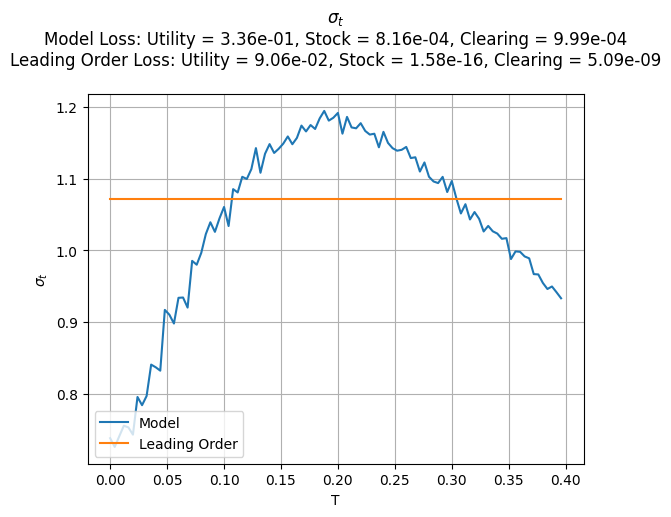 σt
Model Loss: Utility = 3.36e-01, Stock = 8.16e-04, Clearing = 9.99e-04
Leading Order Loss: Utility = 9.06e-02, Stock = 1.58e-16, Clearing = 5.09e-09
1.2
1.1
1.0
0.9
0.8
σt
Model
Leading Order
0.00 0.05 0.10 0.15 0.20 0.25 0.30 0.35 0.40
T